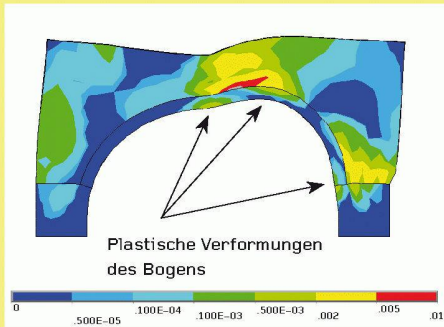 Plastische Verformungen
des Bogens
0 .500E-05 .100E-04 .100E-03 .500E-03 .002 .005 .01